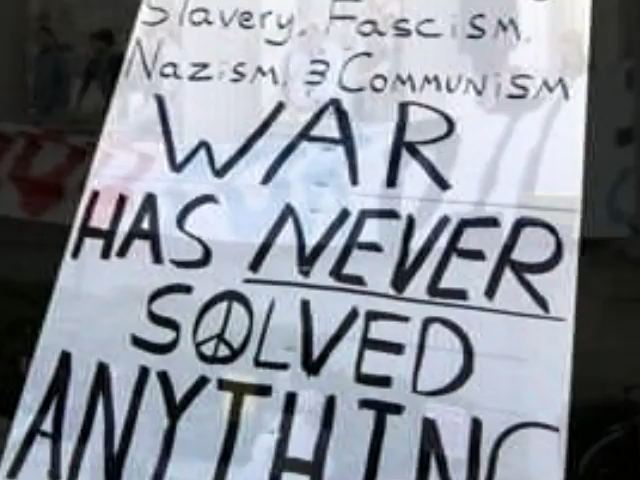 Slavery, Fascism,
Nazism, & Communism
WAR
HAS NEVER
SOLVED
ANYTHING